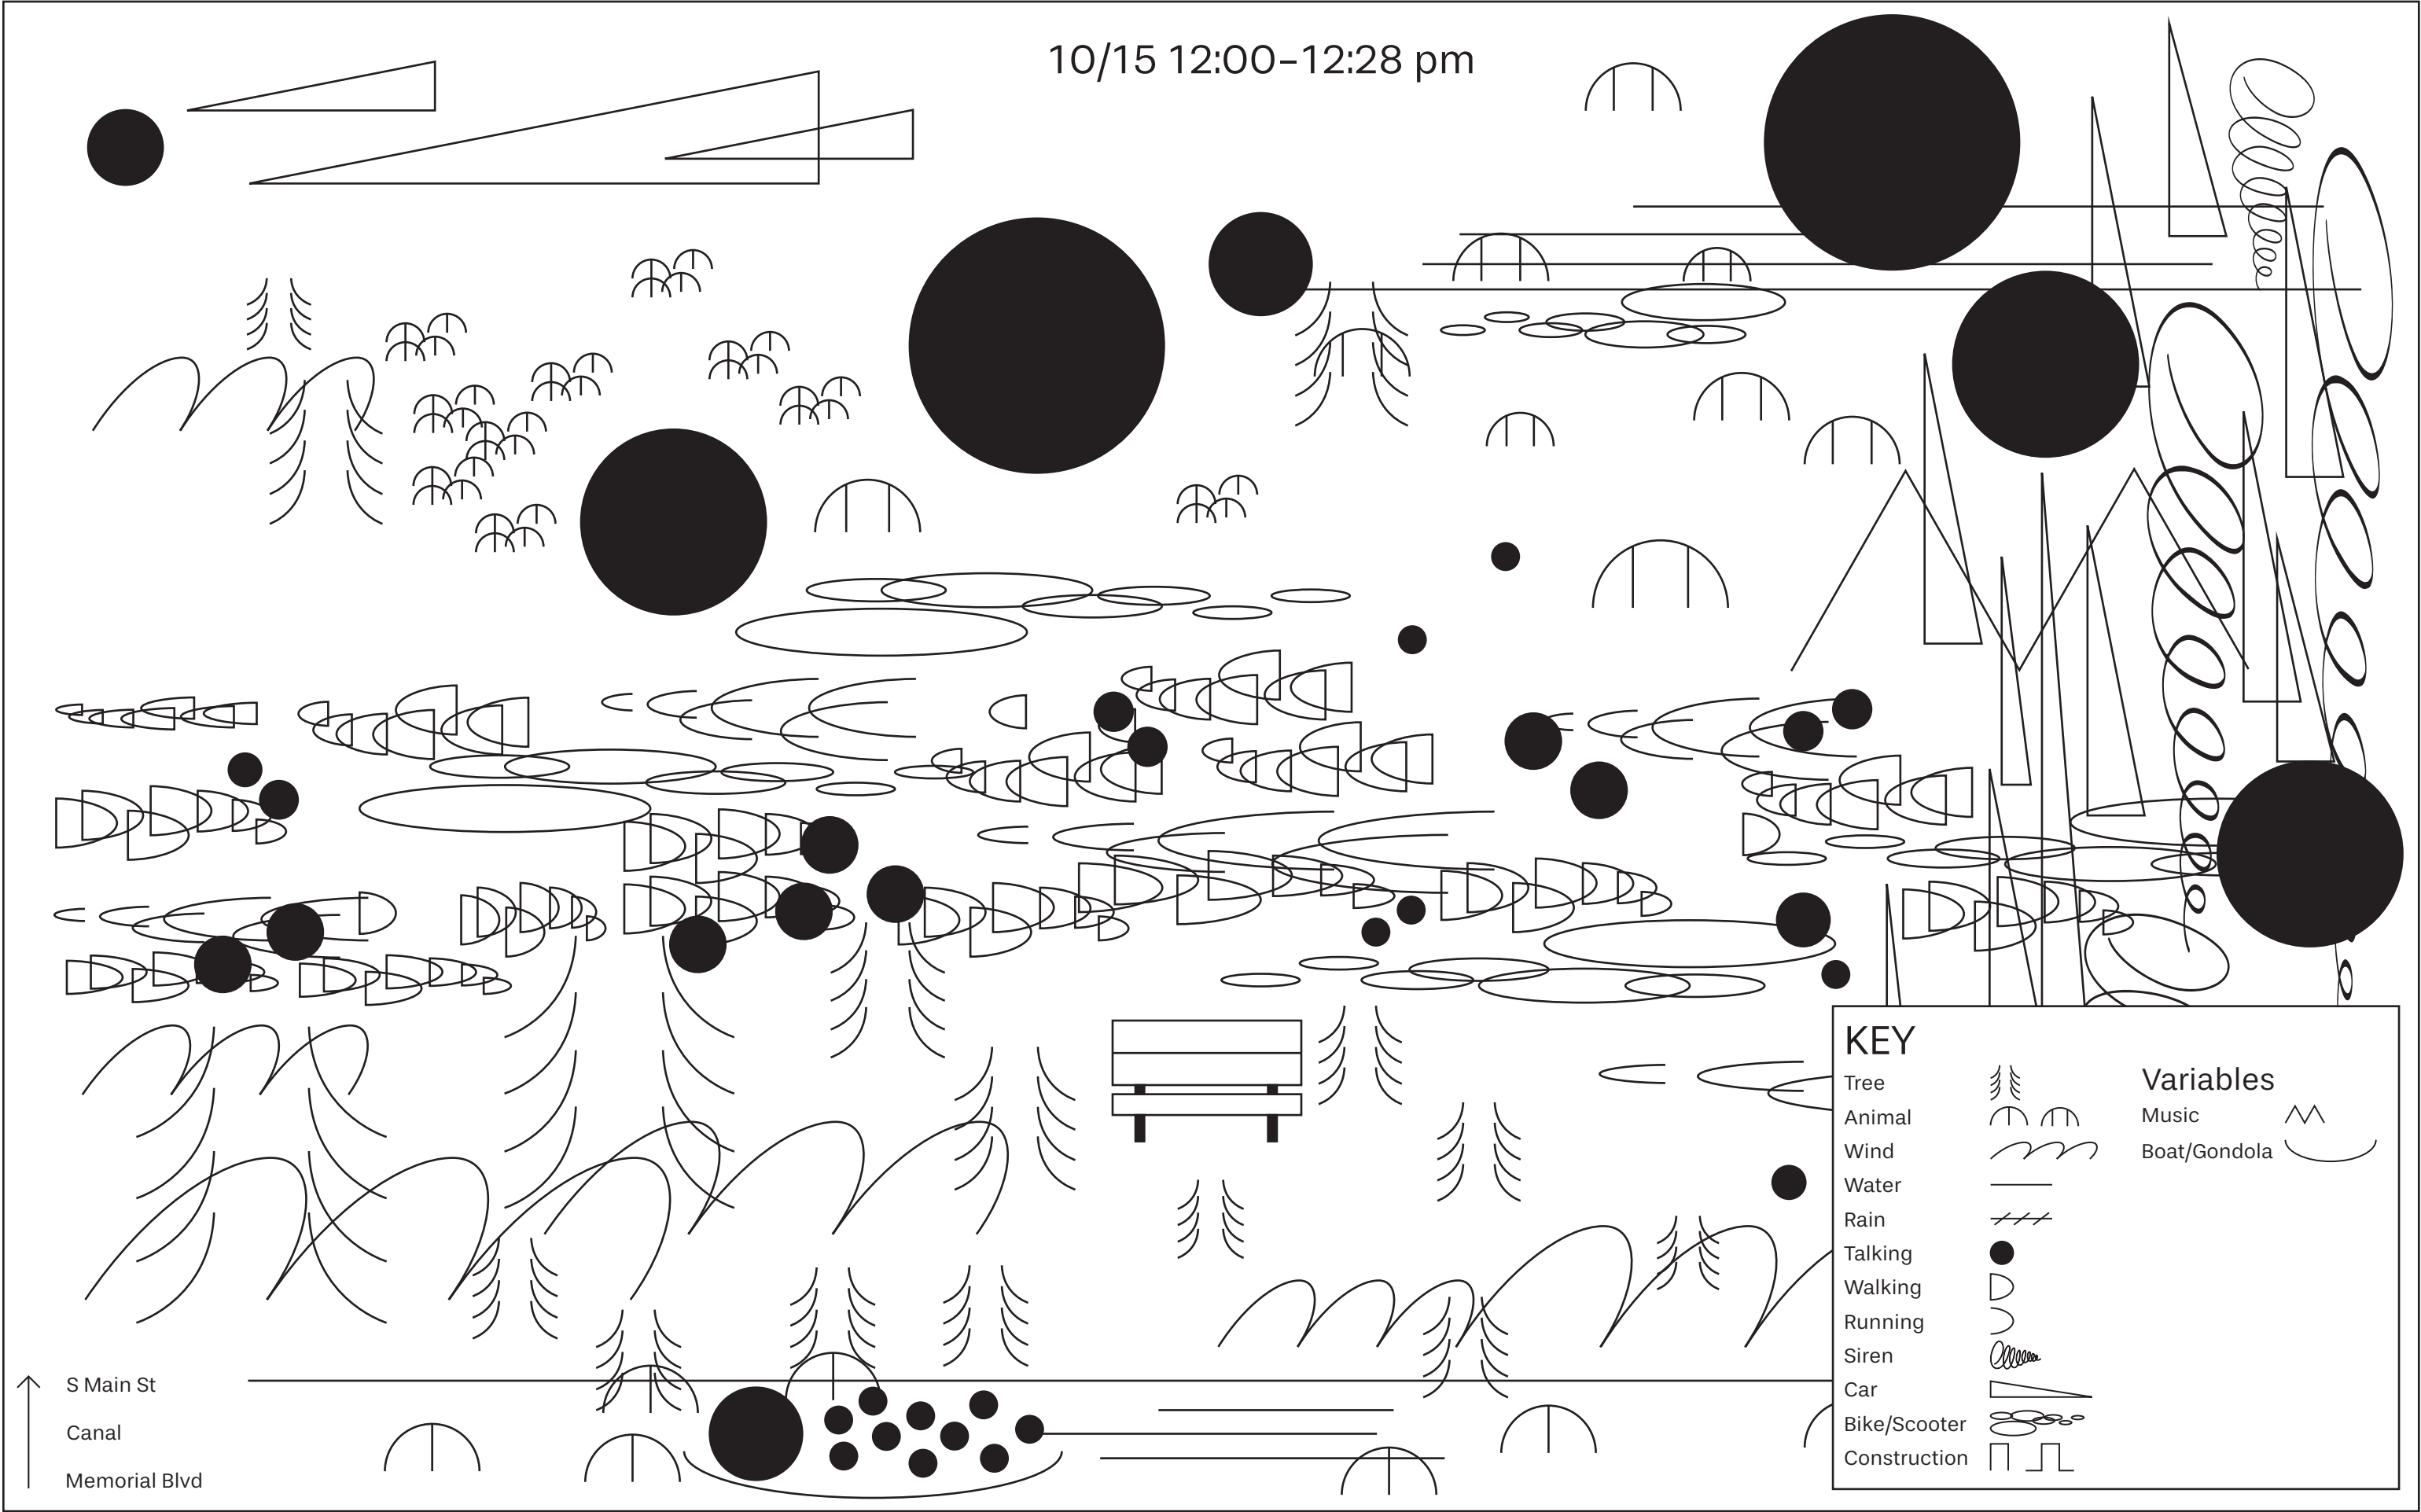 10/15 12:00–12:28 pm
KEY
Tree
Animal
Wind
Water
Rain
Talking
Walking
Running
Siren
Car
Bike/Scooter
Construction
Variables
Music
Boat/Gondola
S Main St
Canal
Memorial Blvd